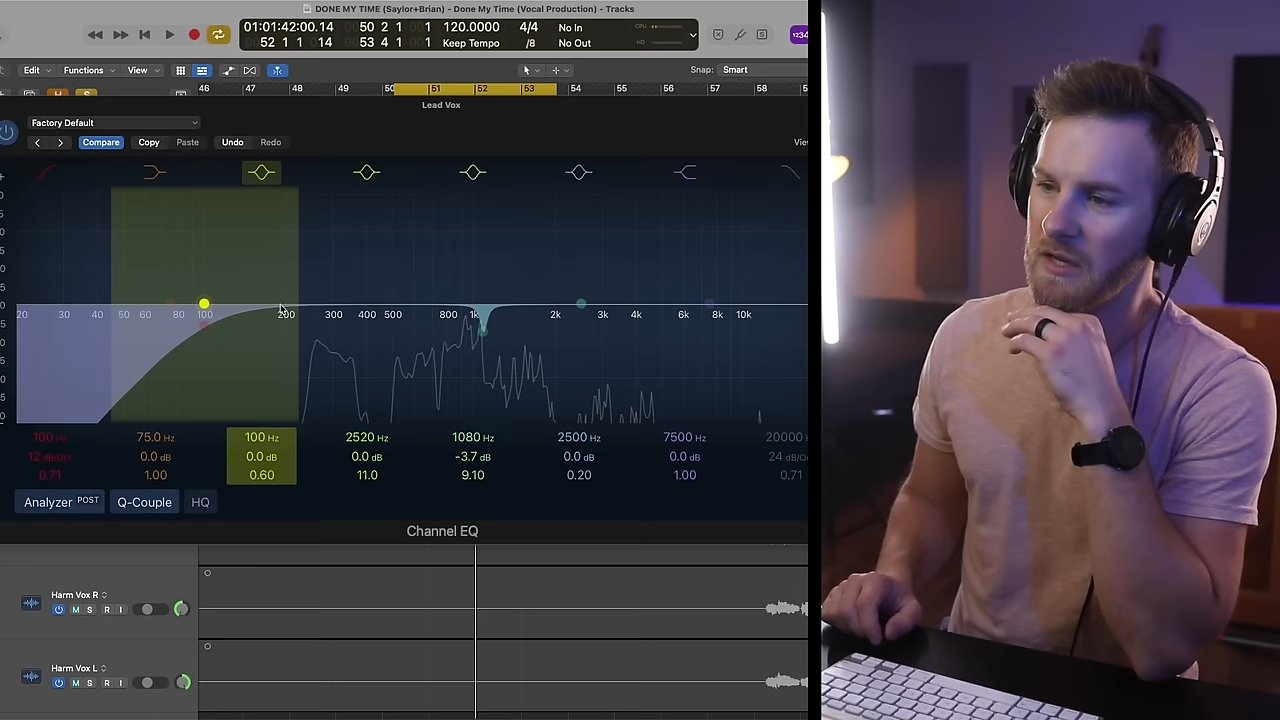 DONE MY TIME (Saylor+Brian) - Done My Time (Vocal Production) - Tracks
01:01:42:00.14 50 2 1 1 120.0000 4/4 No In CPU
52 1 1 14 53 4 1 1 Keep Tempo /8 No Out HD
1234
Edit Functions View Snap: Smart
46 47 48 49 50 51 52 53 54 55 56 57 58
Lead Vox
Factory Default
Compare Copy Paste Undo Redo
20 30 40 50 60 80 100 200 300 400 500 800 1k 2k 3k 4k 6k 8k 10k
100 Hz 75.0 Hz 100 Hz 2520 Hz 1080 Hz 2500 Hz 7500 Hz 20000
12 dB/Oct 0.0 dB 0.0 dB 0.0 dB -3.7 dB 0.0 dB 0.0 dB 24 dB/O
0.71 1.00 0.60 11.0 9.10 0.20 1.00 0.71
Analyzer POST Q-Couple HQ
Channel EQ
Harm Vox R
M S R I
Harm Vox L
M S R I